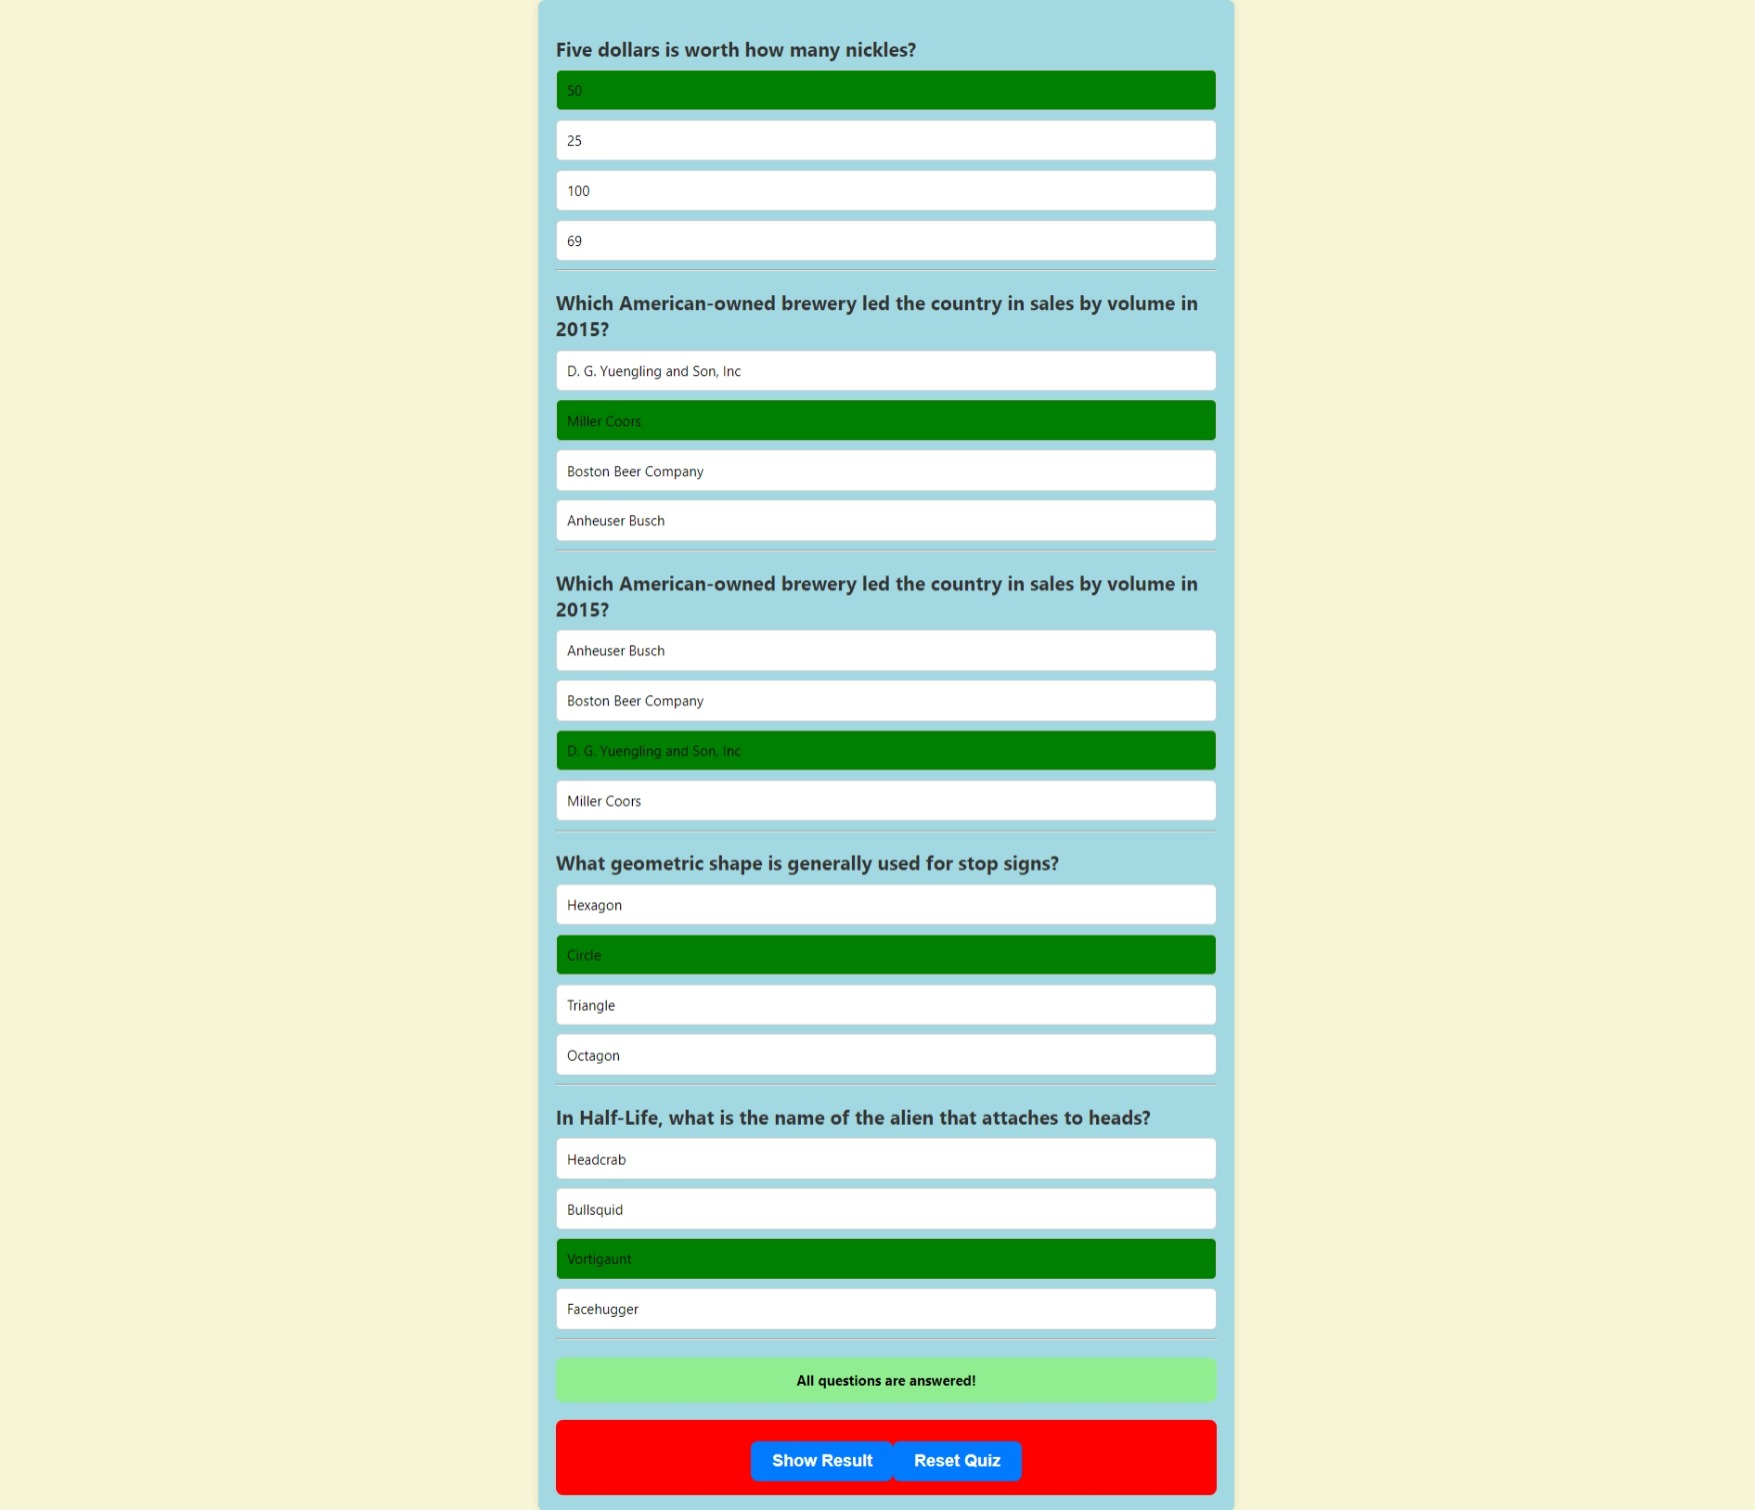 Five dollars is worth how many nickles?
50
25
100
69
Which American-owned brewery led the country in sales by volume in
2015?
D. G. Yuengling and Son, Inc
Miller Coors
Boston Beer Company
Anheuser Busch
Which American-owned brewery led the country in sales by volume in
2015?
Anheuser Busch
Boston Beer Company
D. G. Yuengling and Son, Inc
Miller Coors
What geometric shape is generally used for stop signs?
Hexagon
Circle
Triangle
Octagon
In Half-Life, what is the name of the alien that attaches to heads?
Headcrab
Bullsquid
Vortigaunt
Facehugger
All questions are answered!
Show Result Reset Quiz